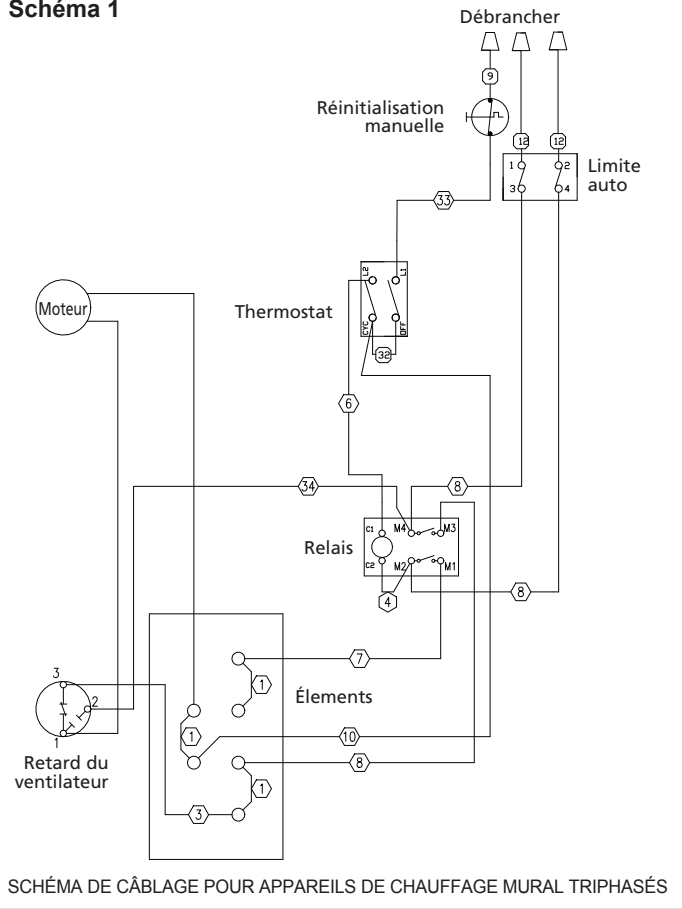 Schéma 1
Débrancher
9
Réinitialisation
manuelle
12
12
1
2
Limite
auto
3
4
33
L2
L1
Moteur
Thermostat
CYC
OFF
32
6
34
8
C1
M4
M3
Relais
C2
M2
M1
4
8
7
3
1
Élements
2
1
10
1
8
Retard du
ventilateur
1
3
SCHÉMA DE CÂBLAGE POUR APPAREILS DE CHAUFFAGE MURAL TRIPHASÉS